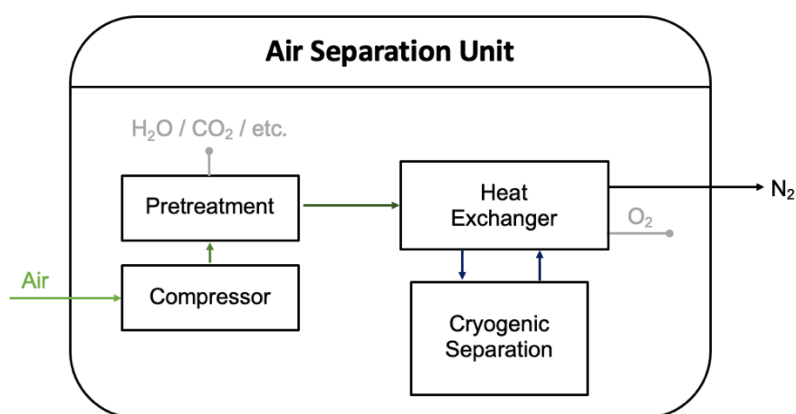 Air Separation Unit
H₂O / CO₂ / etc.
Pretreatment
Heat
Exchanger
N₂
O₂
Air
Compressor
Cryogenic
Separation